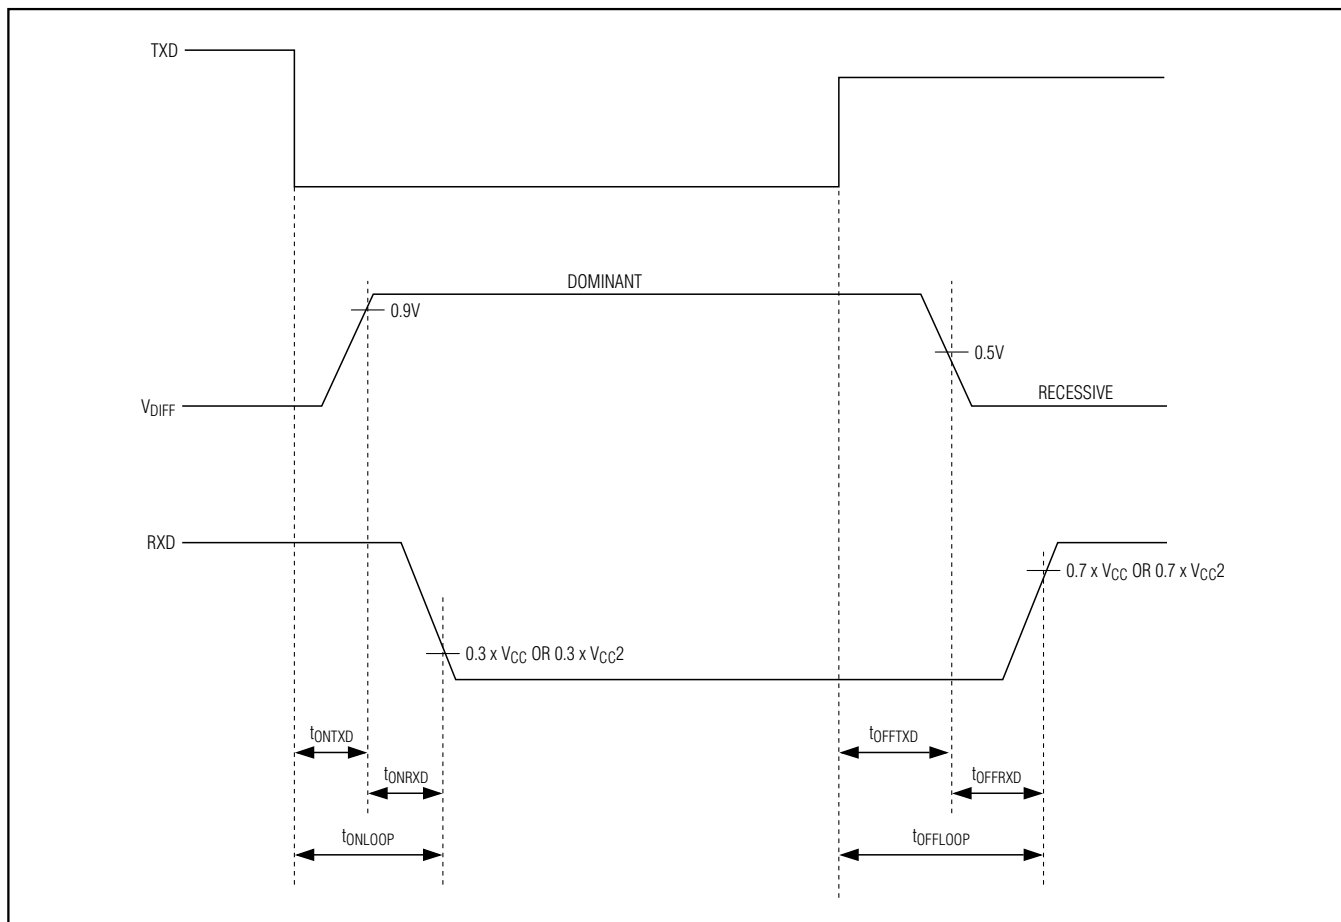 TXD
DOMINANT
0.9V
0.5V
VDIFF
RECESSIVE
RXD
0.7 x VCC OR 0.7 x VCC2
0.3 x VCC OR 0.3 x VCC2
tONTXD
tOFFTXD
tONRXD
tOFFRXD
tONLOOP
tOFFLOOP